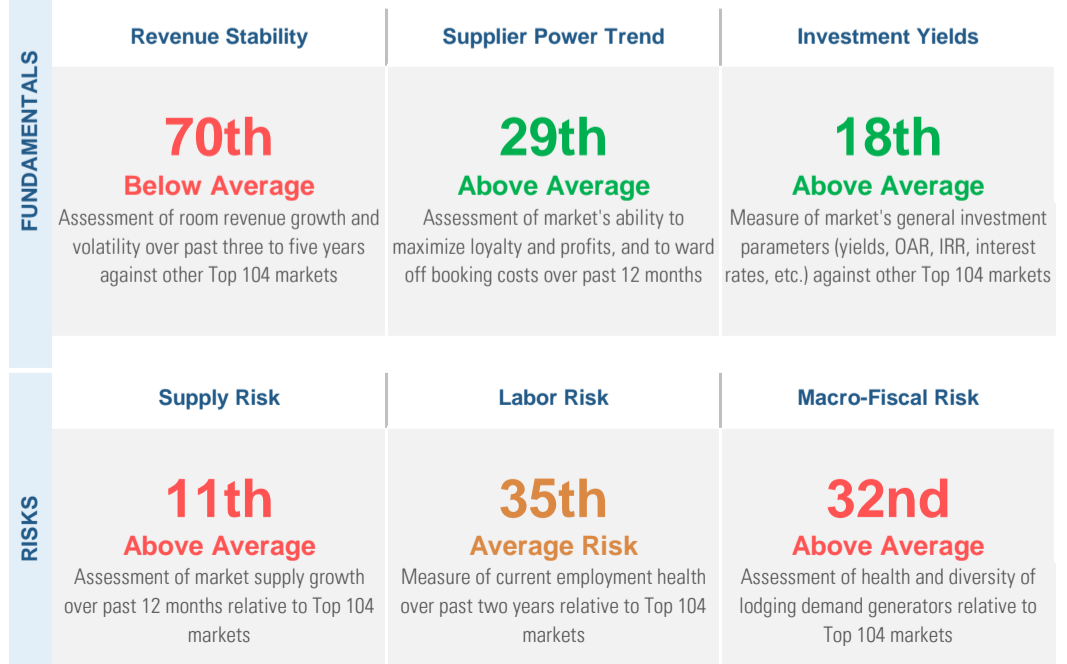 FUNDAMENTALS
Revenue Stability
70th
Below Average
Assessment of room revenue growth and
volatility over past three to five years
against other Top 104 markets
Supplier Power Trend
29th
Above Average
Assessment of market's ability to
maximize loyalty and profits, and to ward
off booking costs over past 12 months
Investment Yields
18th
Above Average
Measure of market's general investment
parameters (yields, OAR, IRR, interest
rates, etc.) against other Top 104 markets
RISKS
Supply Risk
11th
Above Average
Assessment of market supply growth
over past 12 months relative to Top 104
markets
Labor Risk
35th
Average Risk
Measure of current employment health
over past two years relative to Top 104
markets
Macro-Fiscal Risk
32nd
Above Average
Assessment of health and diversity of
lodging demand generators relative to
Top 104 markets